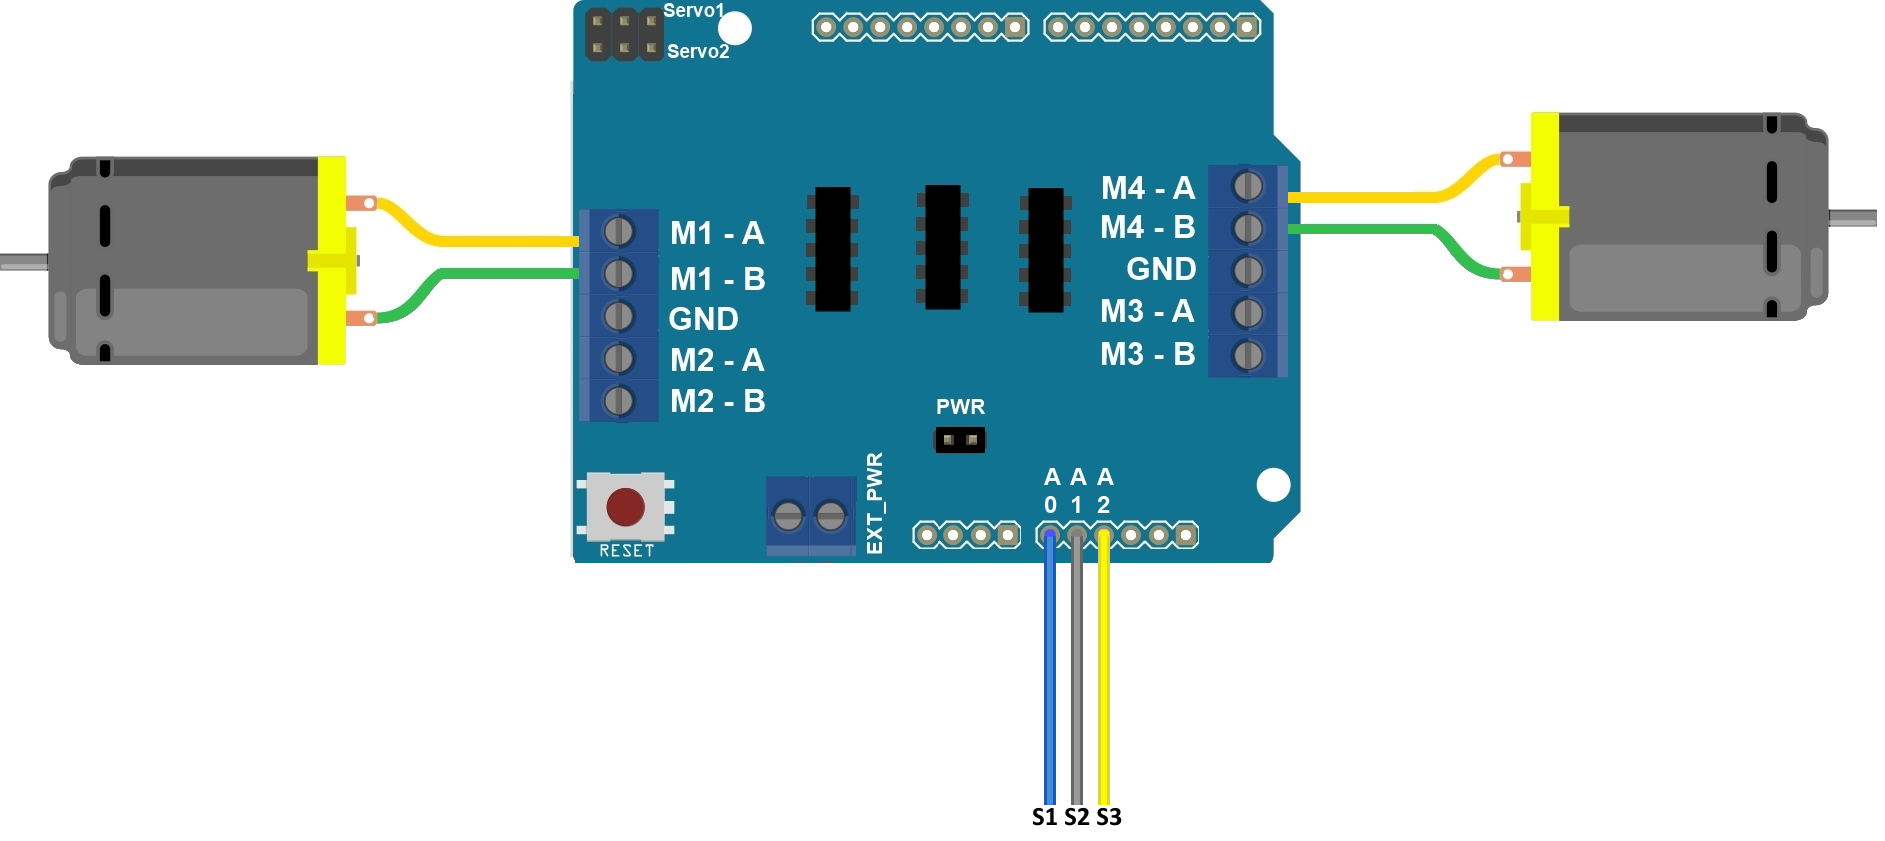 Servo1
Servo2
M1 - A
M1 - B
GND
M2 - A
M2 - B
M4 - A
M4 - B
GND
M3 - A
M3 - B
PWR
EXT_PWR
RESET
A A A
0 1 2
S1 S2 S3